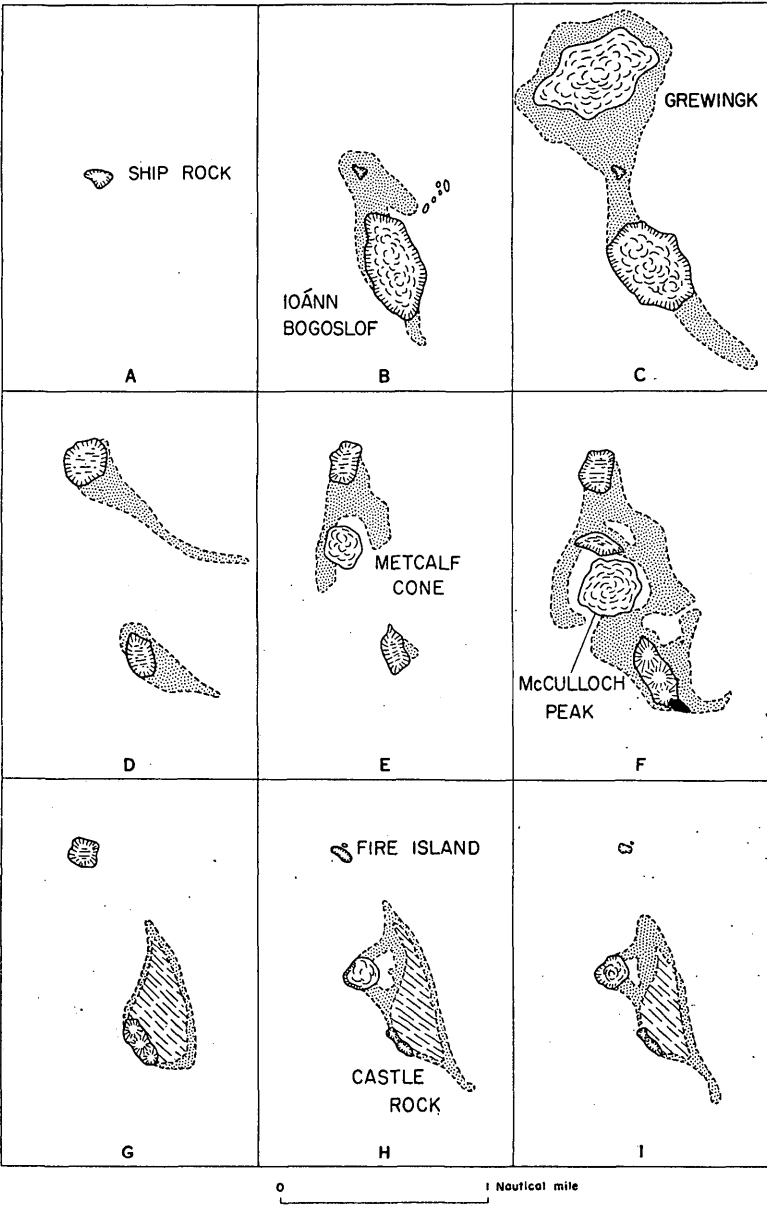 SHIP ROCK
A
IOÁNN
BOGOSLOF
B
GREWINGK
C
D
METCALF
CONE
E
McCULLOCH
PEAK
F
G
FIRE ISLAND
CASTLE
ROCK
H
I
0 1 Nautical mile